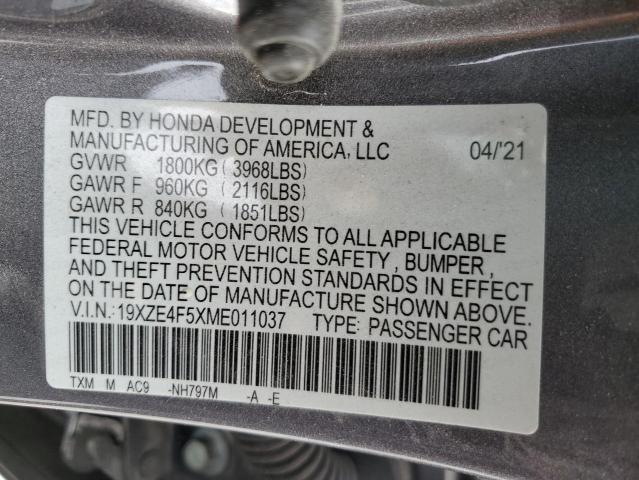 MFD. BY HONDA DEVELOPMENT &
MANUFACTURING OF AMERICA, LLC 04/'21
GVWR 1800KG (3968LBS)
GAWR F 960KG (2116LBS)
GAWR R 840KG (1851LBS)
THIS VEHICLE CONFORMS TO ALL APPLICABLE
FEDERAL MOTOR VEHICLE SAFETY, BUMPER,
AND THEFT PREVENTION STANDARDS IN EFFECT
ON THE DATE OF MANUFACTURE SHOWN ABOVE.
V.I.N.:19XZE4F5XME011037 TYPE: PASSENGER CAR
TXM M AC9 -NH797M -A -E